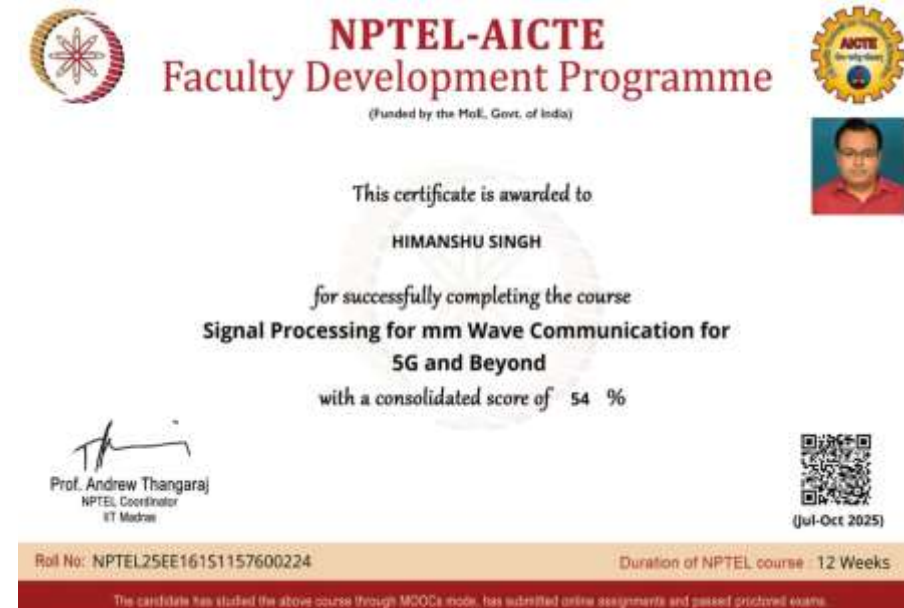 NPTEL-AICTE
Faculty Development Programme
(Funded by the MoE, Govt. of India)
AICTE
This certificate is awarded to
HIMANSHU SINGH
for successfully completing the course
Signal Processing for mm Wave Communication for
5G and Beyond
with a consolidated score of 54 %
Prof. Andrew Thangaraj
NPTEL Coordinator
IIT Madras
(Jul-Oct 2025)
Roll No: NPTEL25EE161S1157600224
Duration of NPTEL course : 12 Weeks
The candidate has studied the above course through MOOCs mode, has submitted online assignments and passed proctored exams.